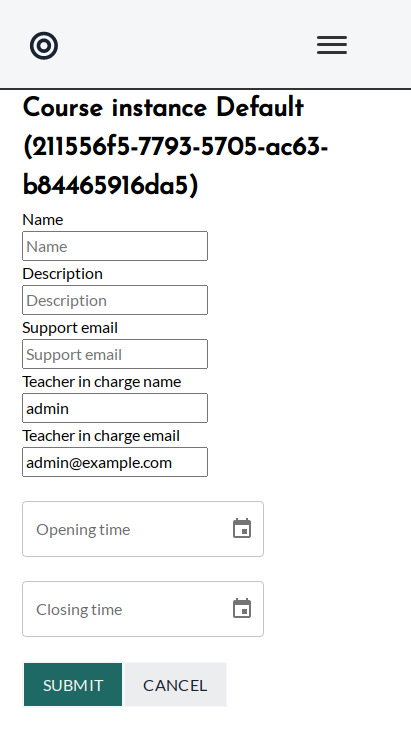 Course instance Default
(211556f5-7793-5705-ac63-
b84465916da5)
Name
Name
Description
Description
Support email
Support email
Teacher in charge name
admin
Teacher in charge email
admin@example.com
Opening time
Closing time
SUBMIT CANCEL